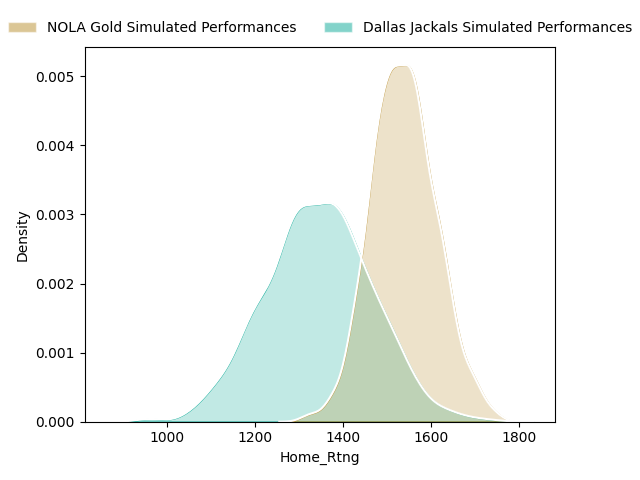 NOLA Gold Simulated Performances Dallas Jackals Simulated Performances
0.005
0.004
0.003
0.002
0.001
0.000
Density
1000 1200 1400 1600 1800
Home_Rtng